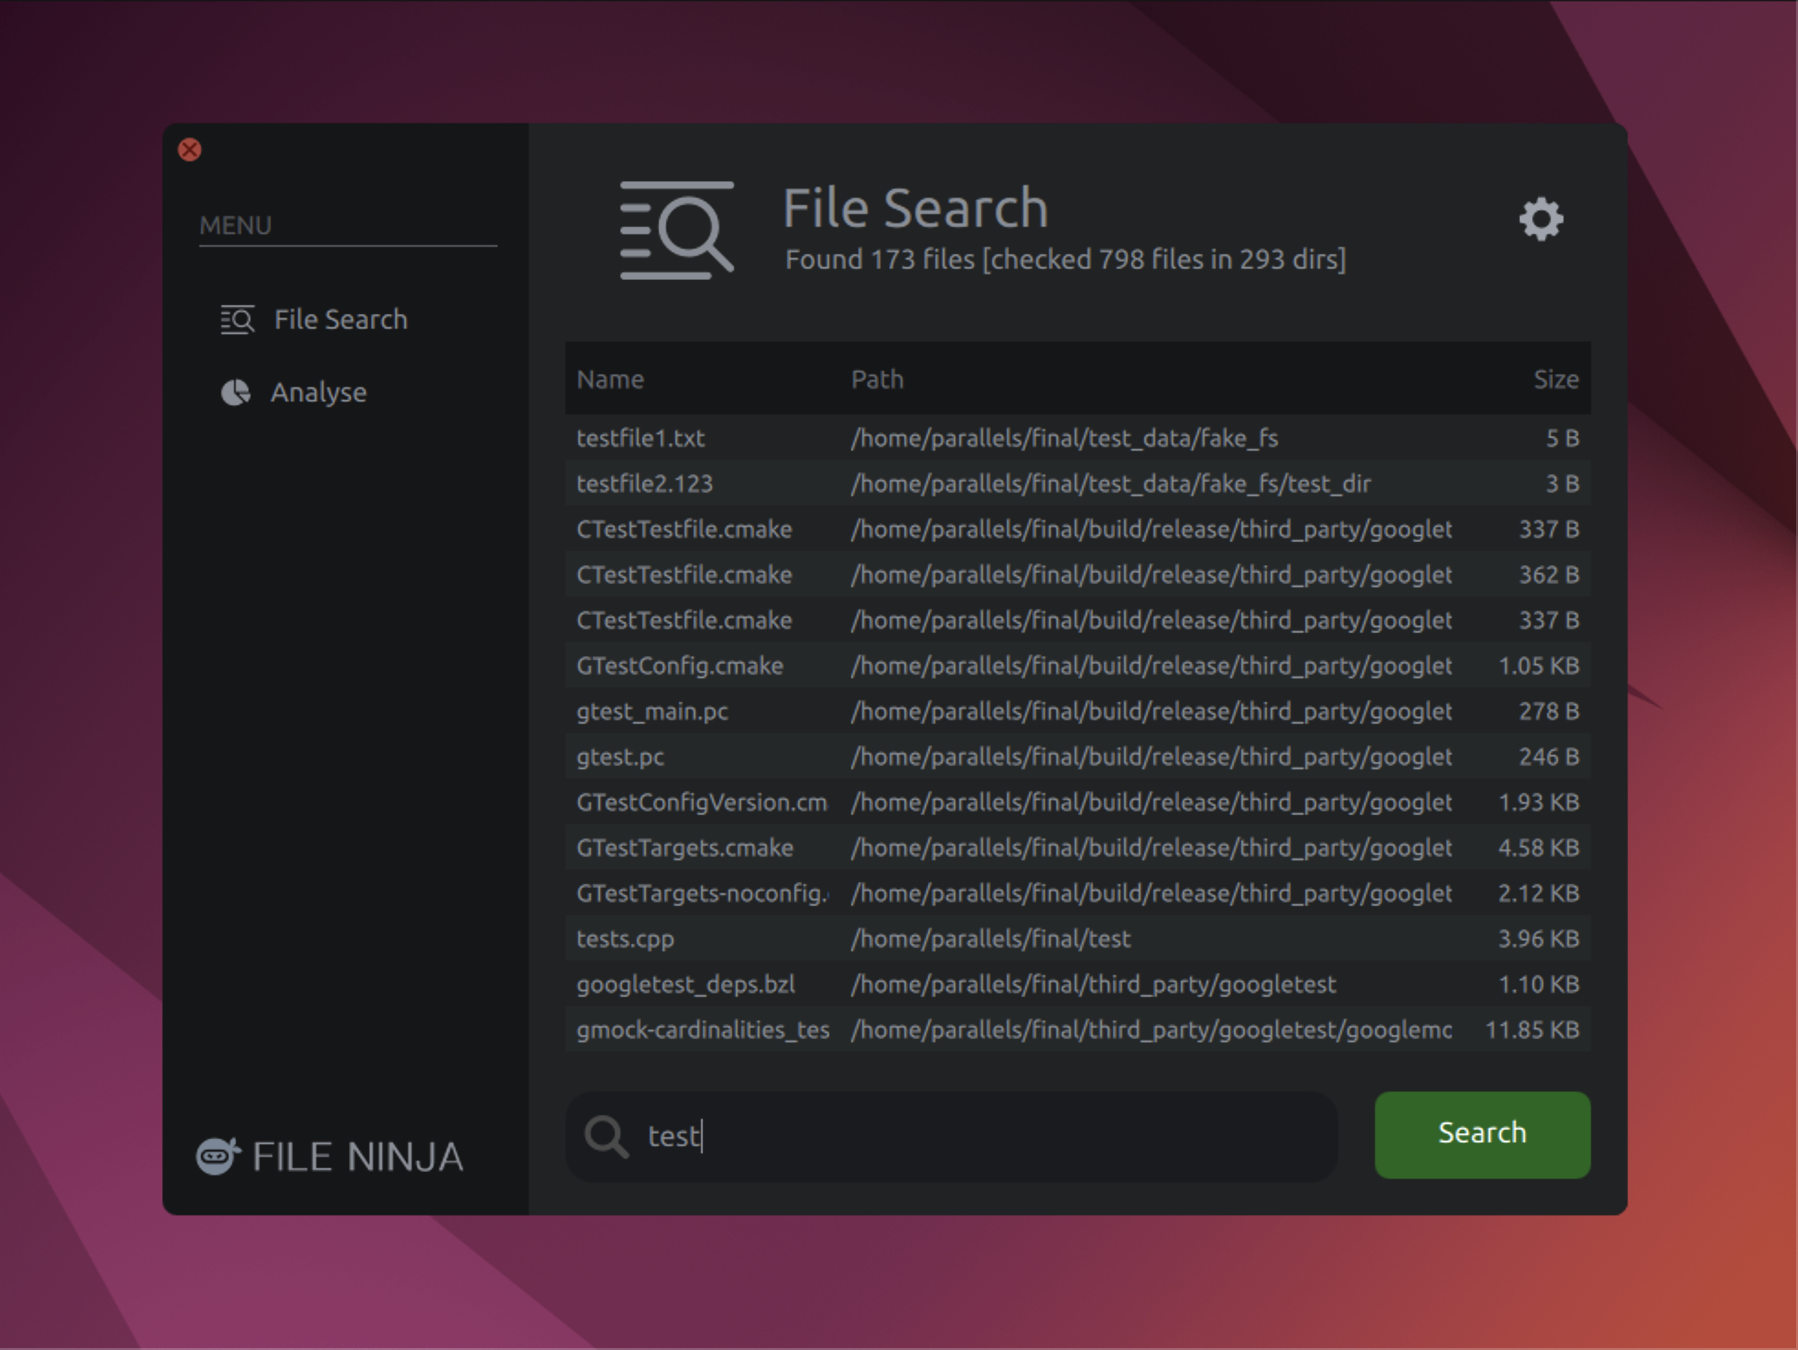 MENU
File Search
Analyse
FILE NINJA
File Search
Found 173 files [checked 798 files in 293 dirs]
Name Path Size
testfile1.txt /home/parallels/final/test_data/fake_fs 5 B
testfile2.123 /home/parallels/final/test_data/fake_fs/test_dir 3 B
CTestTestfile.cmake /home/parallels/final/build/release/third_party/googlet 337 B
CTestTestfile.cmake /home/parallels/final/build/release/third_party/googlet 362 B
CTestTestfile.cmake /home/parallels/final/build/release/third_party/googlet 337 B
GTestConfig.cmake /home/parallels/final/build/release/third_party/googlet 1.05 KB
gtest_main.pc /home/parallels/final/build/release/third_party/googlet 278 B
gtest.pc /home/parallels/final/build/release/third_party/googlet 246 B
GTestConfigVersion.cm /home/parallels/final/build/release/third_party/googlet 1.93 KB
GTestTargets.cmake /home/parallels/final/build/release/third_party/googlet 4.58 KB
GTestTargets-noconfig. /home/parallels/final/build/release/third_party/googlet 2.12 KB
tests.cpp /home/parallels/final/test 3.96 KB
googletest_deps.bzl /home/parallels/final/third_party/googletest 1.10 KB
gmock-cardinalities_tes /home/parallels/final/third_party/googletest/googlemo 11.85 KB
test
Search